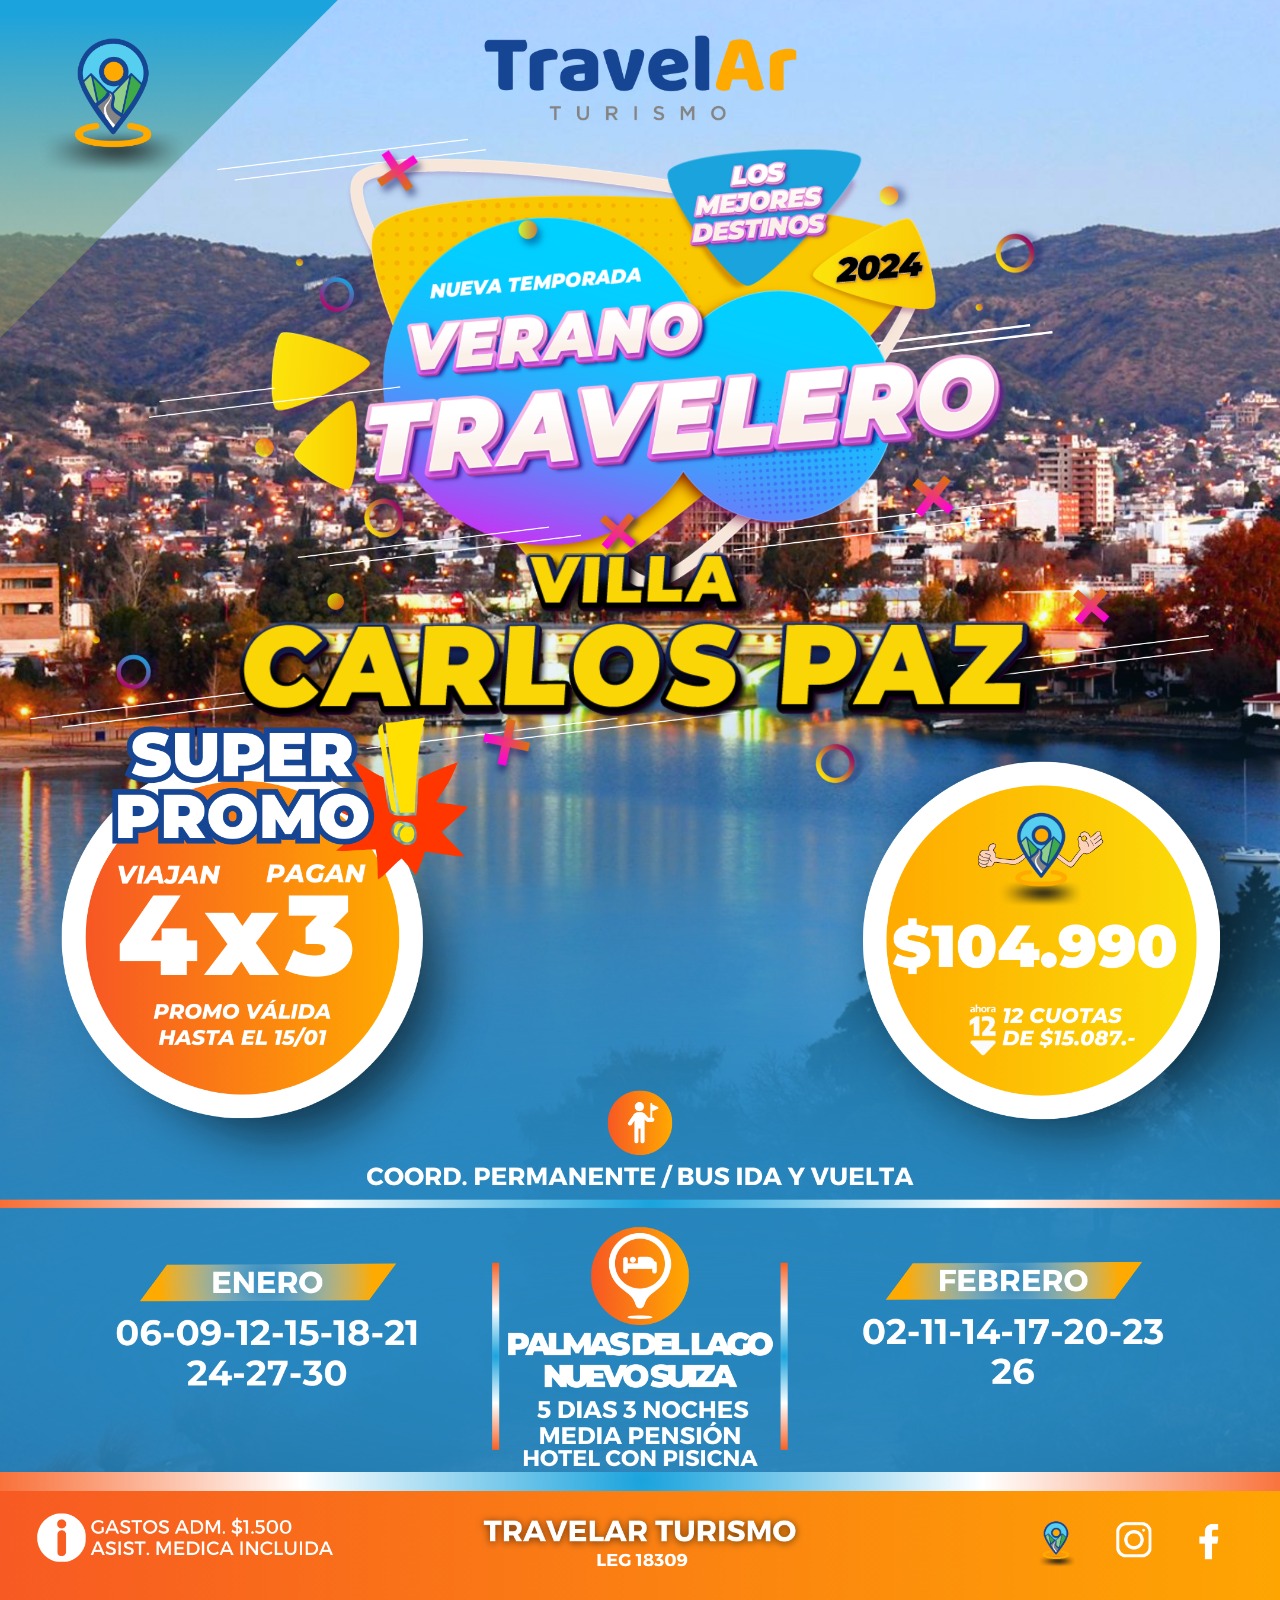 TravelAr
TURISMO
LOS
MEJORES
DESTINOS
2024
NUEVA TEMPORADA
VERANO
TRAVELERO
VILLA
CARLOS PAZ
SUPER
PROMO!
VIAJAN PAGAN
4x3
PROMO VÁLIDA
HASTA EL 15/01
$104.990
ahora
12
12 CUOTAS
DE $15.087.-
COORD. PERMANENTE / BUS IDA Y VUELTA
ENERO
06-09-12-15-18-21
24-27-30
PALMAS DEL LAGO
NUEVO SUIZA
5 DIAS 3 NOCHES
MEDIA PENSIÓN
HOTEL CON PISICNA
FEBRERO
02-11-14-17-20-23
26
i
GASTOS ADM. $1.500
ASIST. MEDICA INCLUIDA
TRAVELAR TURISMO
LEG 18309